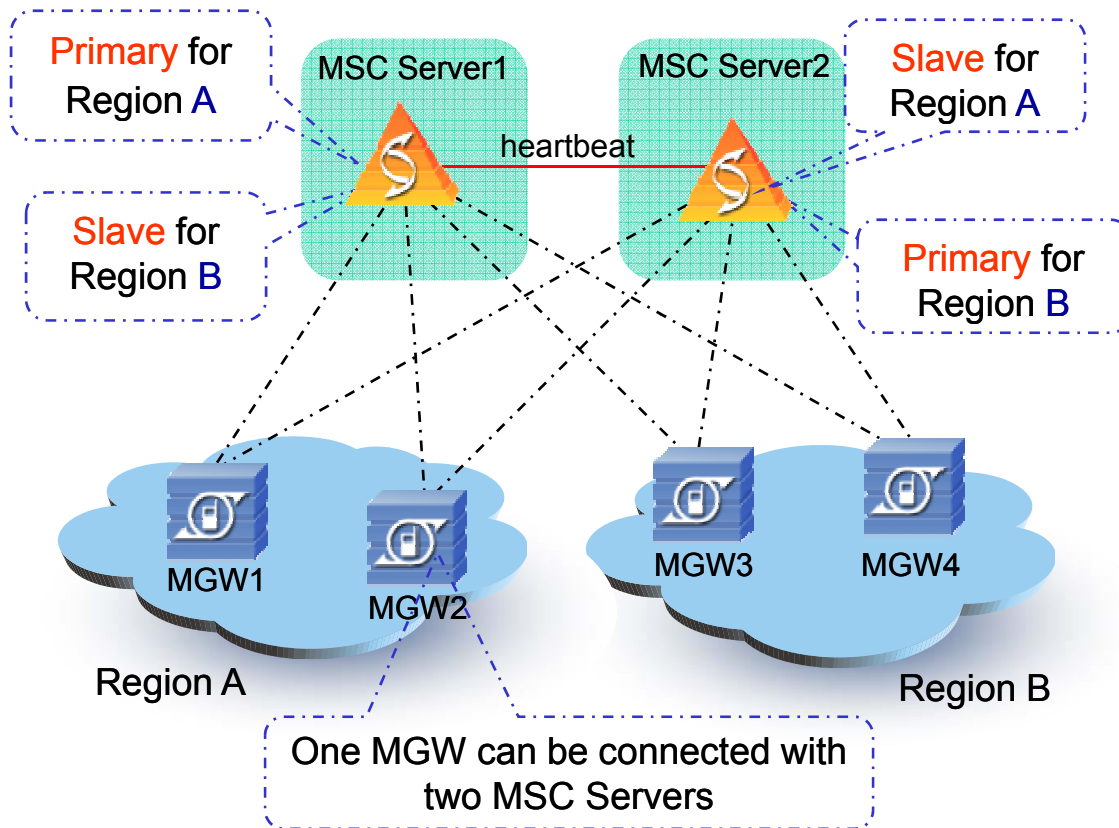 Primary for
Region A
MSC Server1
MSC Server2
Slave for
Region A
heartbeat
Slave for
Region B
Primary for
Region B
MGW1
MGW2
MGW3
MGW4
Region A
Region B
One MGW can be connected with
two MSC Servers